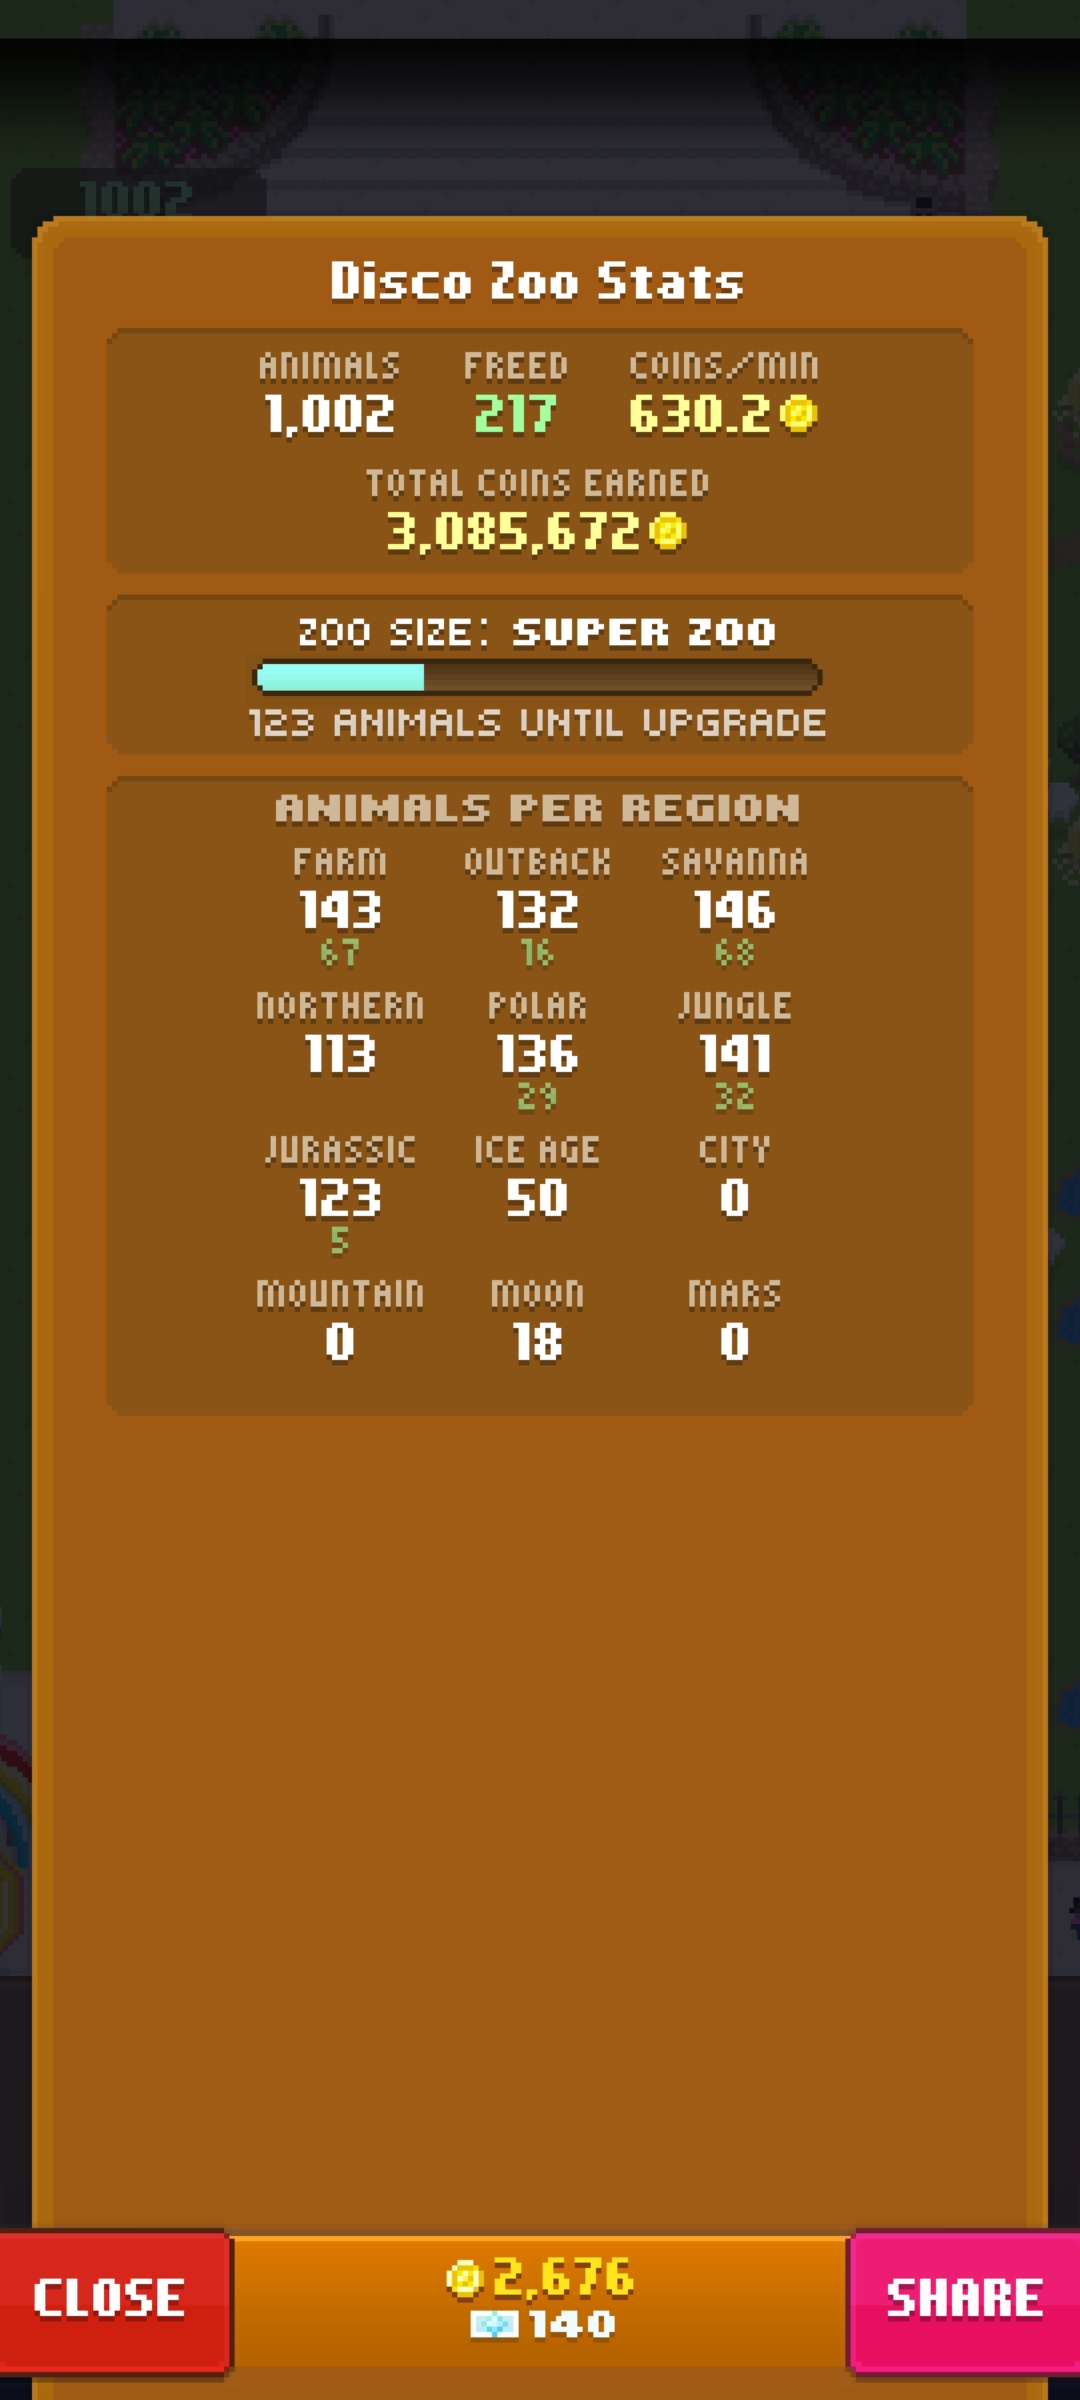 1002
Disco Zoo Stats
ANIMALS FREED COINS/MIN
1,002 217 630.2
TOTAL COINS EARNED
3,085,672
ZOO SIZE: SUPER ZOO
123 ANIMALS UNTIL UPGRADE
ANIMALS PER REGION
FARM OUTBACK SAVANNA
143 132 146
67 16 68
NORTHERN POLAR JUNGLE
113 136 141
29 32
JURASSIC ICE AGE CITY
123 50 0
5
MOUNTAIN MOON MARS
0 18 0
CLOSE 2,676 SHARE
140